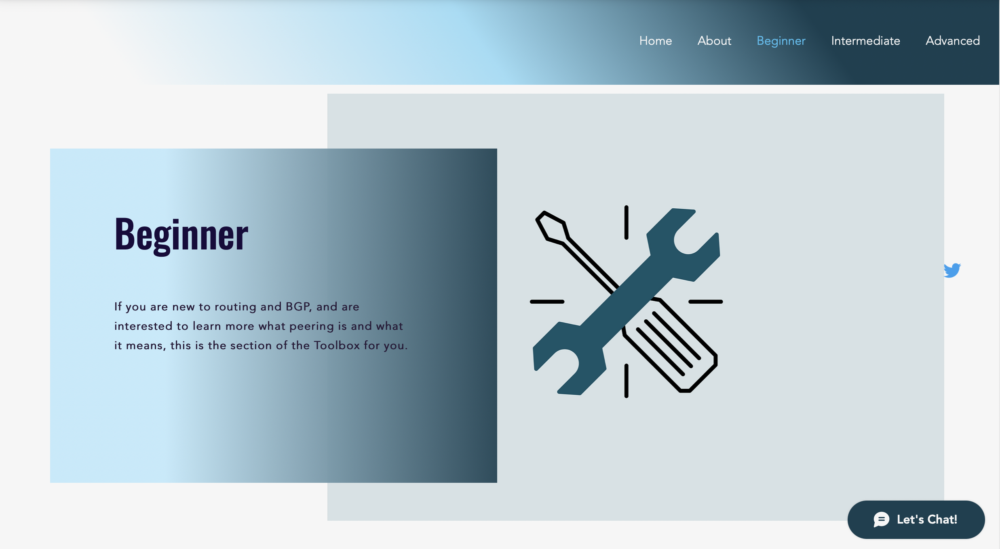 Home About Beginner Intermediate Advanced
Beginner
If you are new to routing and BGP, and are
interested to learn more what peering is and what
it means, this is the section of the Toolbox for you.
Let's Chat!